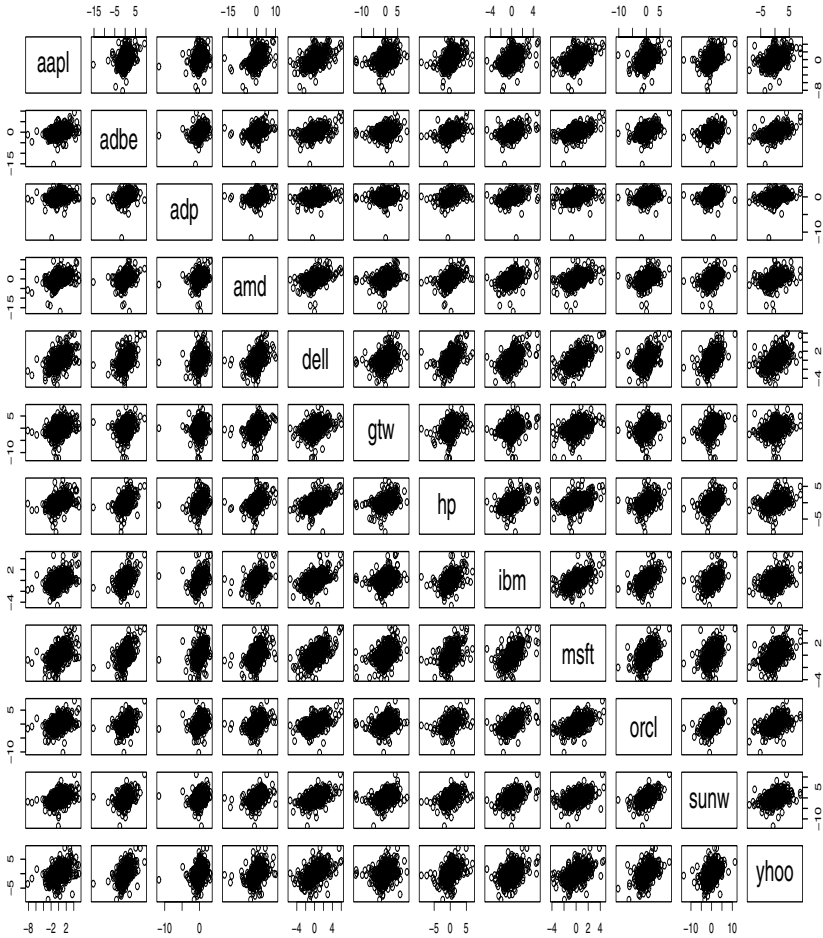 −15 −5 5 −15 0 10 −10 0 5 −4 0 4 −10 0 5 −5 5
aapl
−8 0
adbe
−15 0
adp
−10 0
amd
−15 0
dell
−4 2
gtw
−10 5
hp
−5 5
ibm
−4 2
msft
−4 2
orcl
−10 5
sunw
−10 5
yhoo
−5 5
−8 −2 2 −10 0 −4 0 4 −5 5 −4 0 2 4 −10 0 10